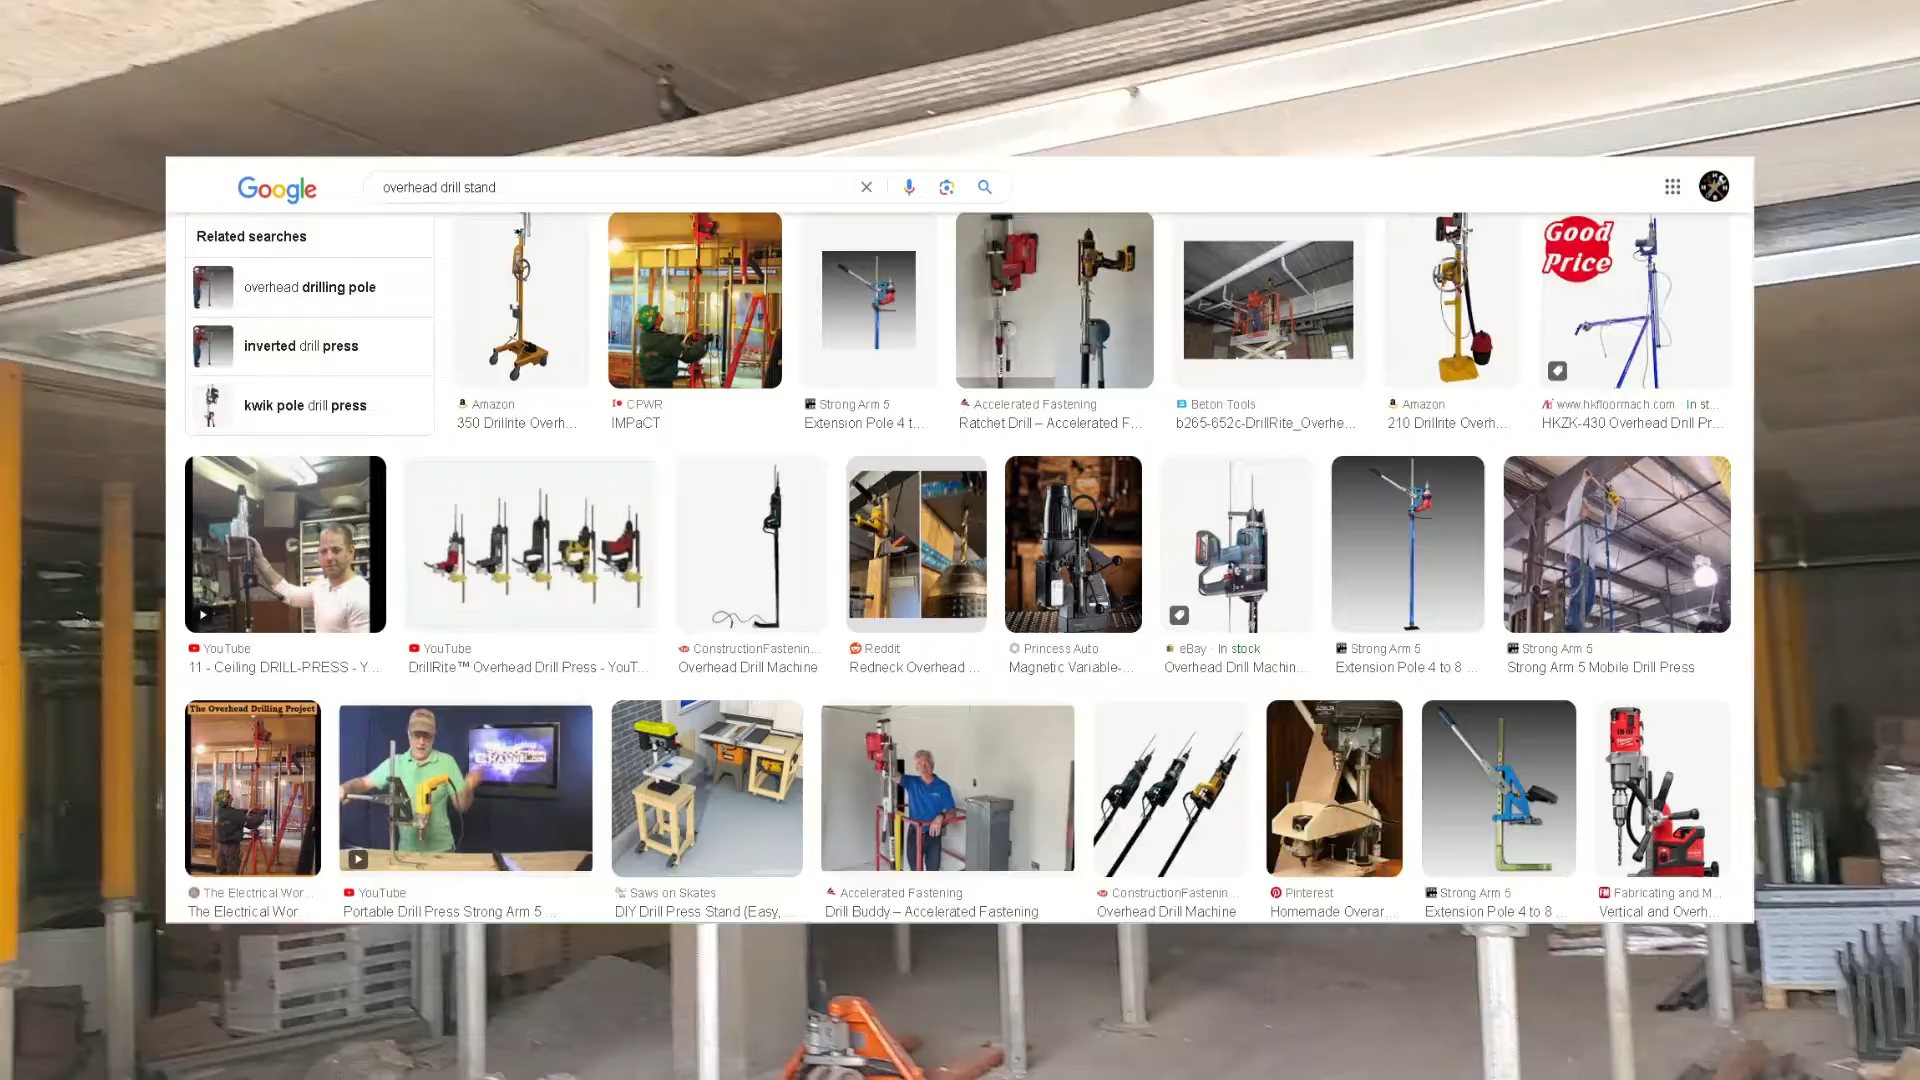 Google
overhead drill stand
Related searches
overhead drilling pole
inverted drill press
kwik pole drill press
Good
Price
Amazon
350 Drillrite Overh...
CPWR
IMPaCT
Strong Arm 5
Extension Pole 4 t...
Accelerated Fastening
Ratchet Drill – Accelerated F...
Beton Tools
b265-652c-DrillRite_Overhe...
Amazon
210 Drillrite Overh...
www.hkfloormach.com · In st...
HKZK-430 Overhead Drill Pr...
YouTube
11 - Ceiling DRILL-PRESS - Y...
YouTube
DrillRite™ Overhead Drill Press - YouT...
ConstructionFastenin...
Overhead Drill Machine
Reddit
Redneck Overhead ...
Princess Auto
Magnetic Variable-...
eBay · In stock
Overhead Drill Machin...
Strong Arm 5
Extension Pole 4 to 8 ...
Strong Arm 5
Strong Arm 5 Mobile Drill Press
The Overhead Drilling Project
The Electrical Wor...
The Electrical Wor...
YouTube
Portable Drill Press Strong Arm 5 ...
Saws on Skates
DIY Drill Press Stand (Easy, ...
Accelerated Fastening
Drill Buddy – Accelerated Fastening
ConstructionFastenin...
Overhead Drill Machine
Pinterest
Homemade Overar...
Strong Arm 5
Extension Pole 4 to 8 ...
Fabricating and M...
Vertical and Overh...